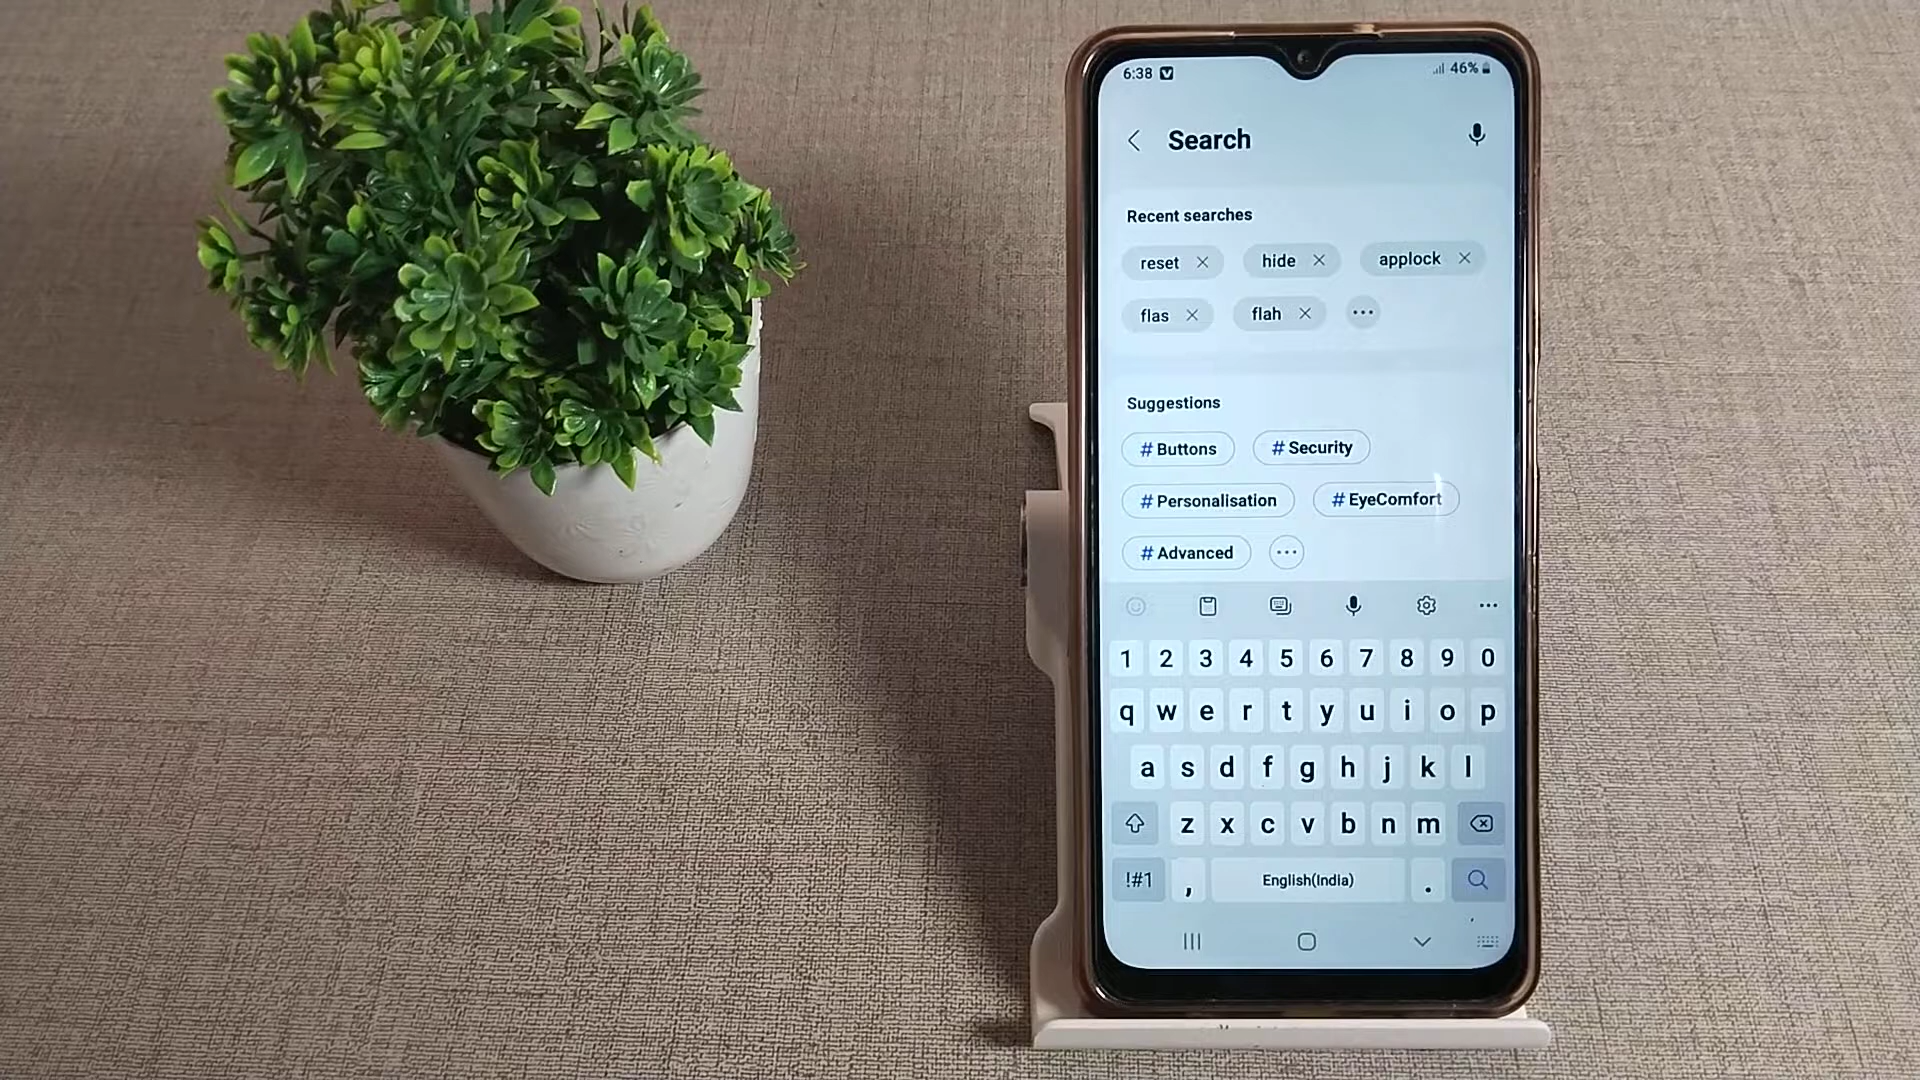 6:38 46%
Search
Recent searches
reset hide applock
flas flah
Suggestions
# Buttons # Security
# Personalisation # EyeComfort
# Advanced
1 2 3 4 5 6 7 8 9 0
q w e r t y u i o p
a s d f g h j k l
z x c v b n m
!#1 , English(India) .